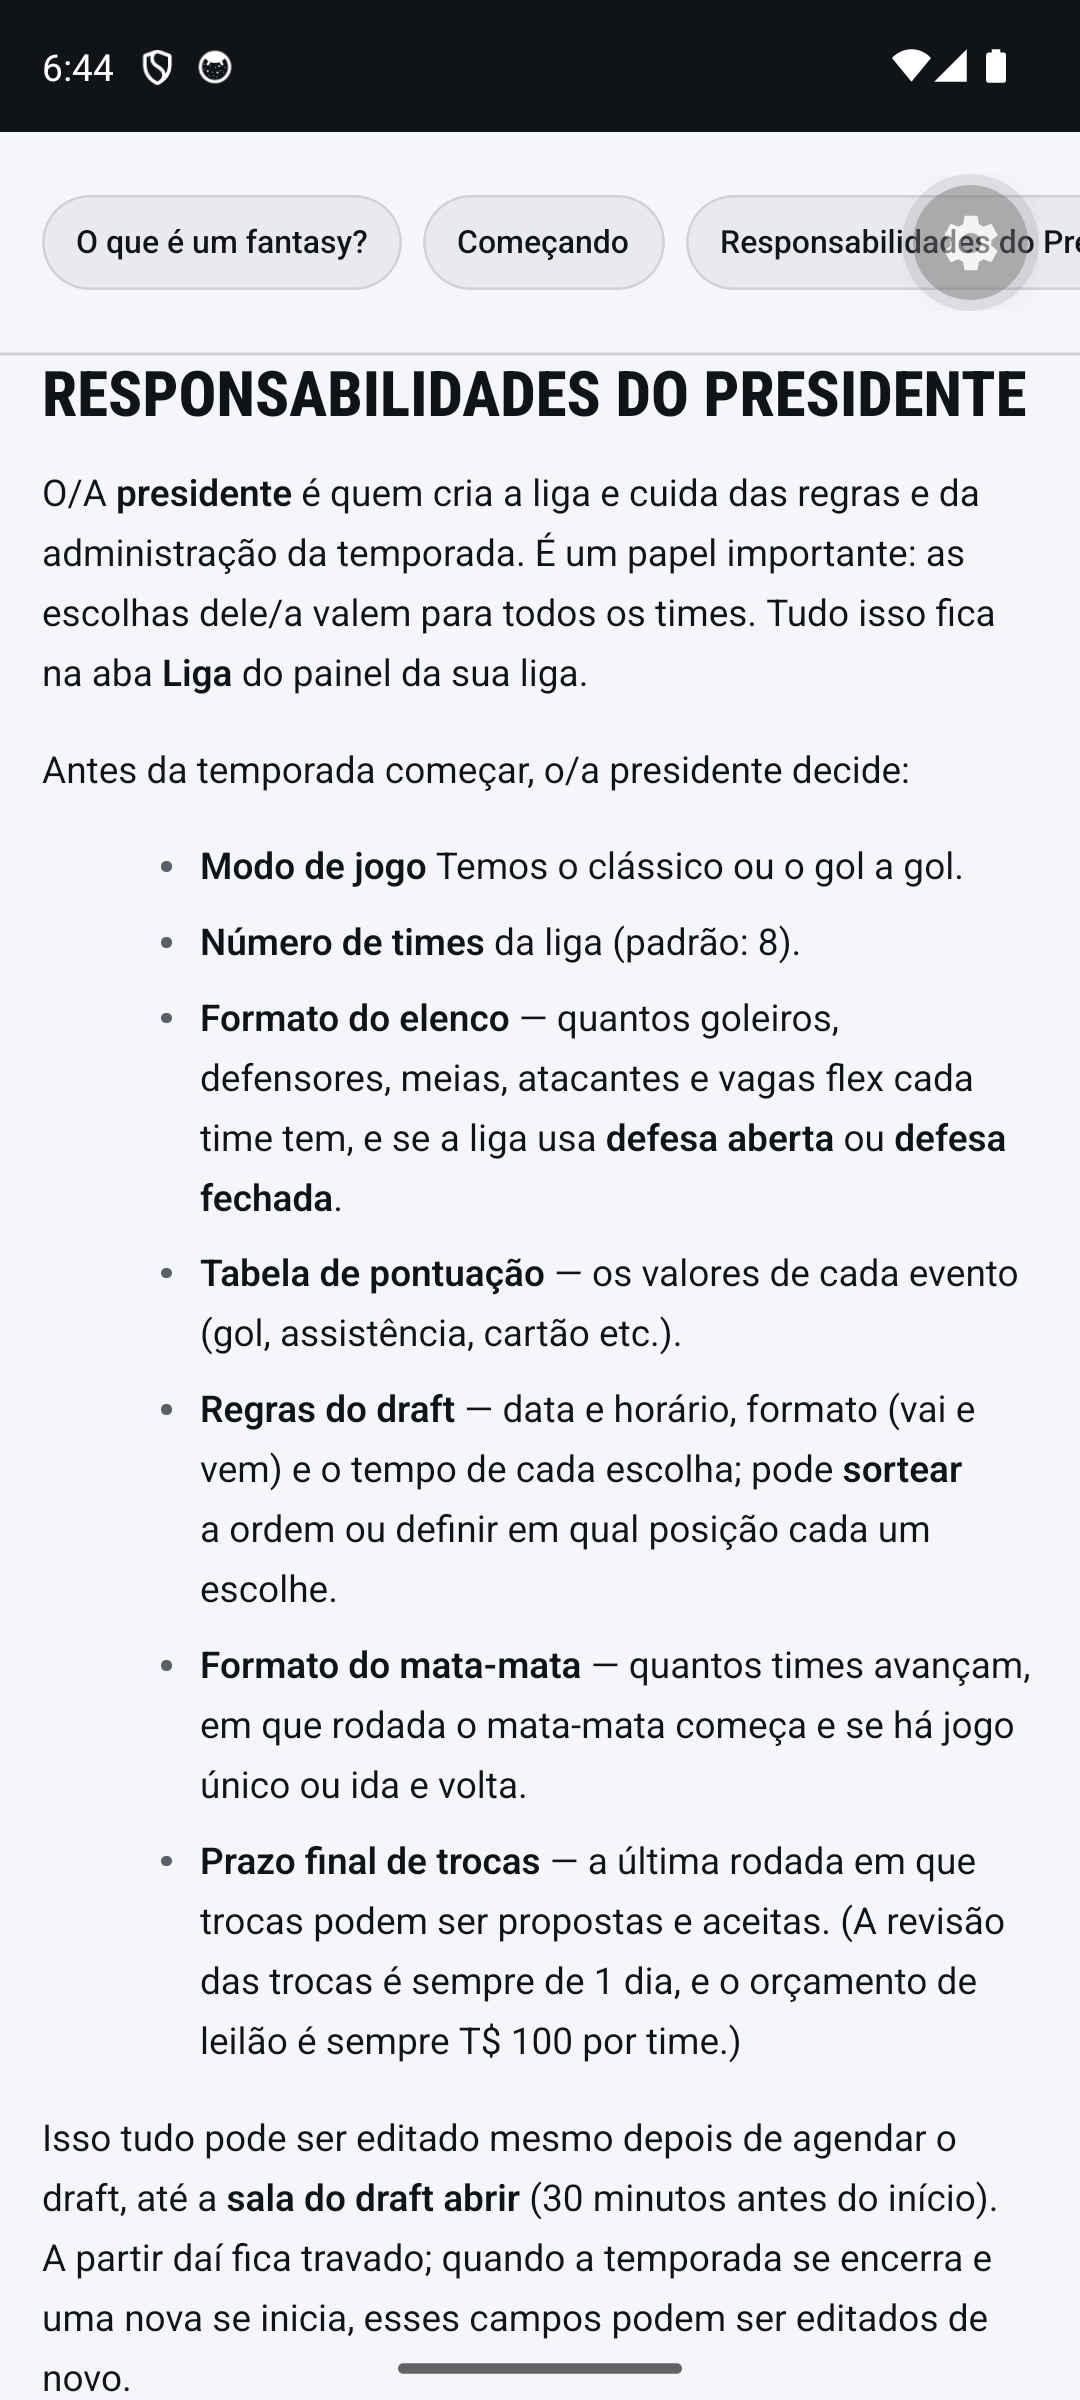 6:44
O que é um fantasy?
Começando
Responsabilidades do Pre
RESPONSABILIDADES DO PRESIDENTE
O/A presidente é quem cria a liga e cuida das regras e da
administração da temporada. É um papel importante: as
escolhas dele/a valem para todos os times. Tudo isso fica
na aba Liga do painel da sua liga.
Antes da temporada começar, o/a presidente decide:
• Modo de jogo Temos o clássico ou o gol a gol.
• Número de times da liga (padrão: 8).
• Formato do elenco — quantos goleiros,
defensores, meias, atacantes e vagas flex cada
time tem, e se a liga usa defesa aberta ou defesa
fechada.
• Tabela de pontuação — os valores de cada evento
(gol, assistência, cartão etc.).
• Regras do draft — data e horário, formato (vai e
vem) e o tempo de cada escolha; pode sortear
a ordem ou definir em qual posição cada um
escolhe.
• Formato do mata-mata — quantos times avançam,
em que rodada o mata-mata começa e se há jogo
único ou ida e volta.
• Prazo final de trocas — a última rodada em que
trocas podem ser propostas e aceitas. (A revisão
das trocas é sempre de 1 dia, e o orçamento de
leilão é sempre T$ 100 por time.)
Isso tudo pode ser editado mesmo depois de agendar o
draft, até a sala do draft abrir (30 minutos antes do início).
A partir daí fica travado; quando a temporada se encerra e
uma nova se inicia, esses campos podem ser editados de
novo.